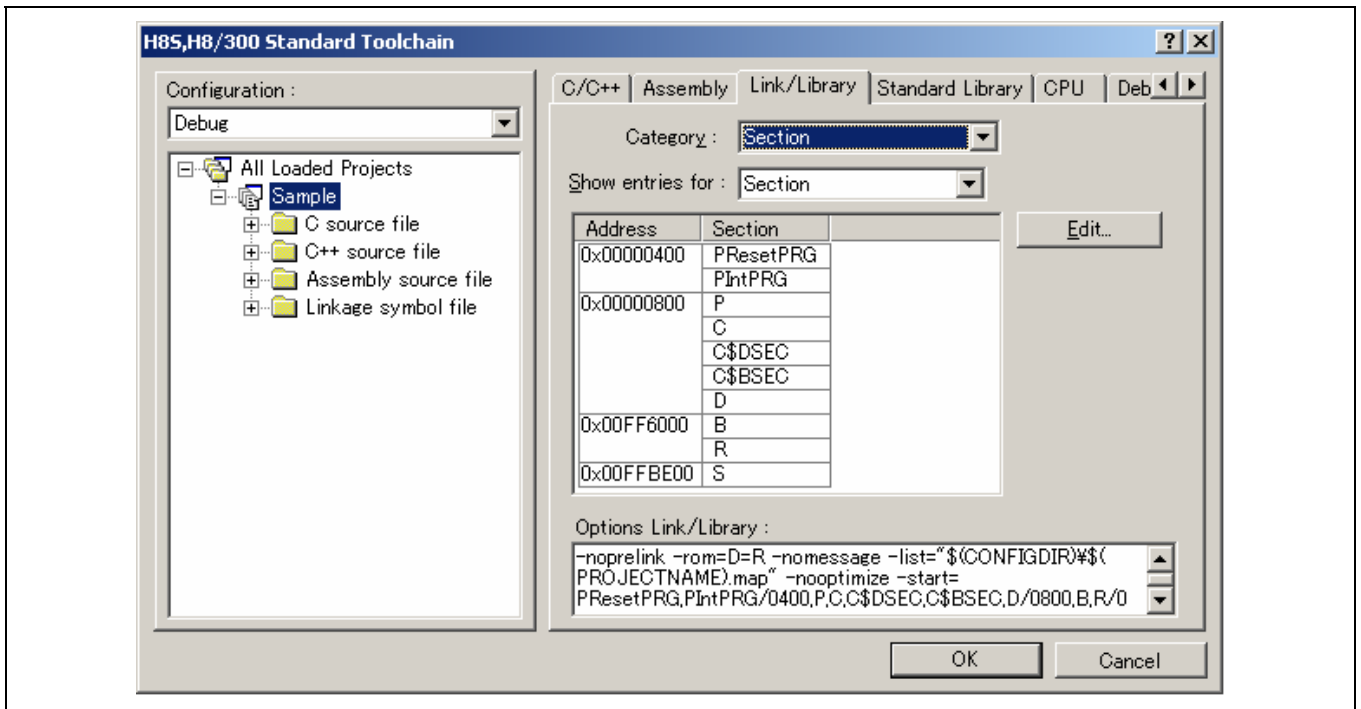 H8S,H8/300 Standard Toolchain
Configuration :
Debug
All Loaded Projects
Sample
C source file
C++ source file
Assembly source file
Linkage symbol file
C/C++ Assembly Link/Library Standard Library CPU Deb
Category : Section
Show entries for : Section
Address Section
0x00000400 PResetPRG
PIntPRG
0x00000800 P
C
C$DSEC
C$BSEC
D
0x00FF6000 B
R
0x00FFBE00 S
Edit...
Options Link/Library :
-noprelink -rom=D=R -nomessage -list="$(CONFIGDIR)¥$(
PROJECTNAME).map" -nooptimize -start=
PResetPRG,PIntPRG/0400,P,C,C$DSEC,C$BSEC,D/0800,B,R/0
OK Cancel